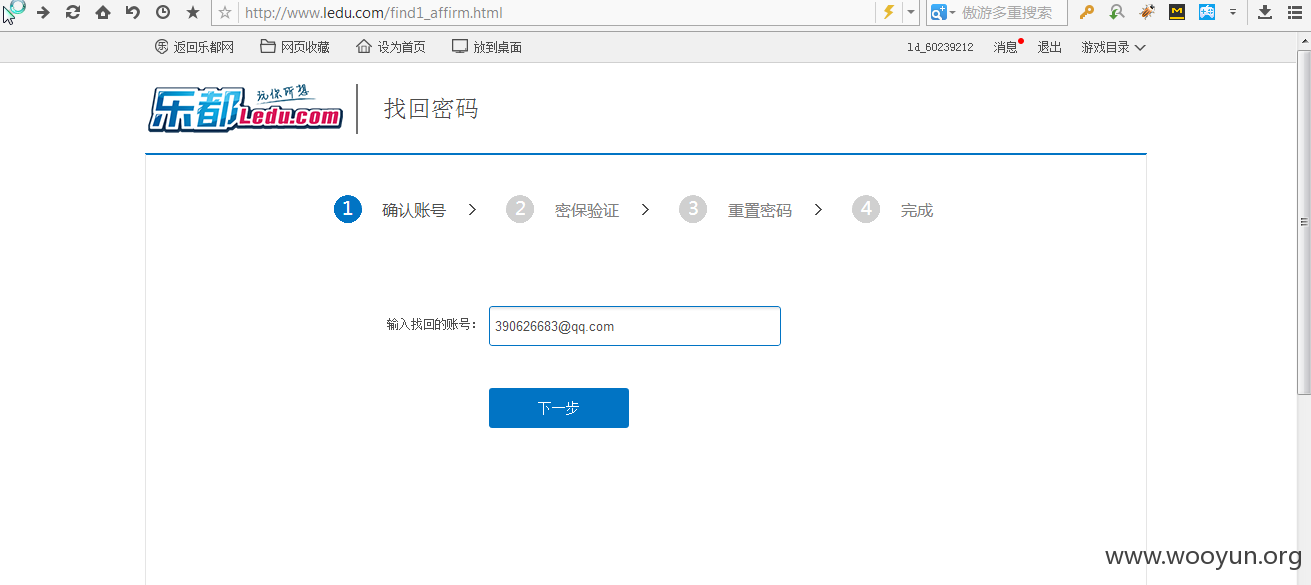 http://www.ledu.com/find1_affirm.html 傲游多重搜索
返回乐都网 网页收藏 设为首页 放到桌面 ld_60239212 消息 退出 游戏目录
乐都 玩你所想 Ledu.com 找回密码
1 确认账号 2 密保验证 3 重置密码 4 完成
输入找回的账号: 390626683@qq.com
下一步
www.wooyun.org